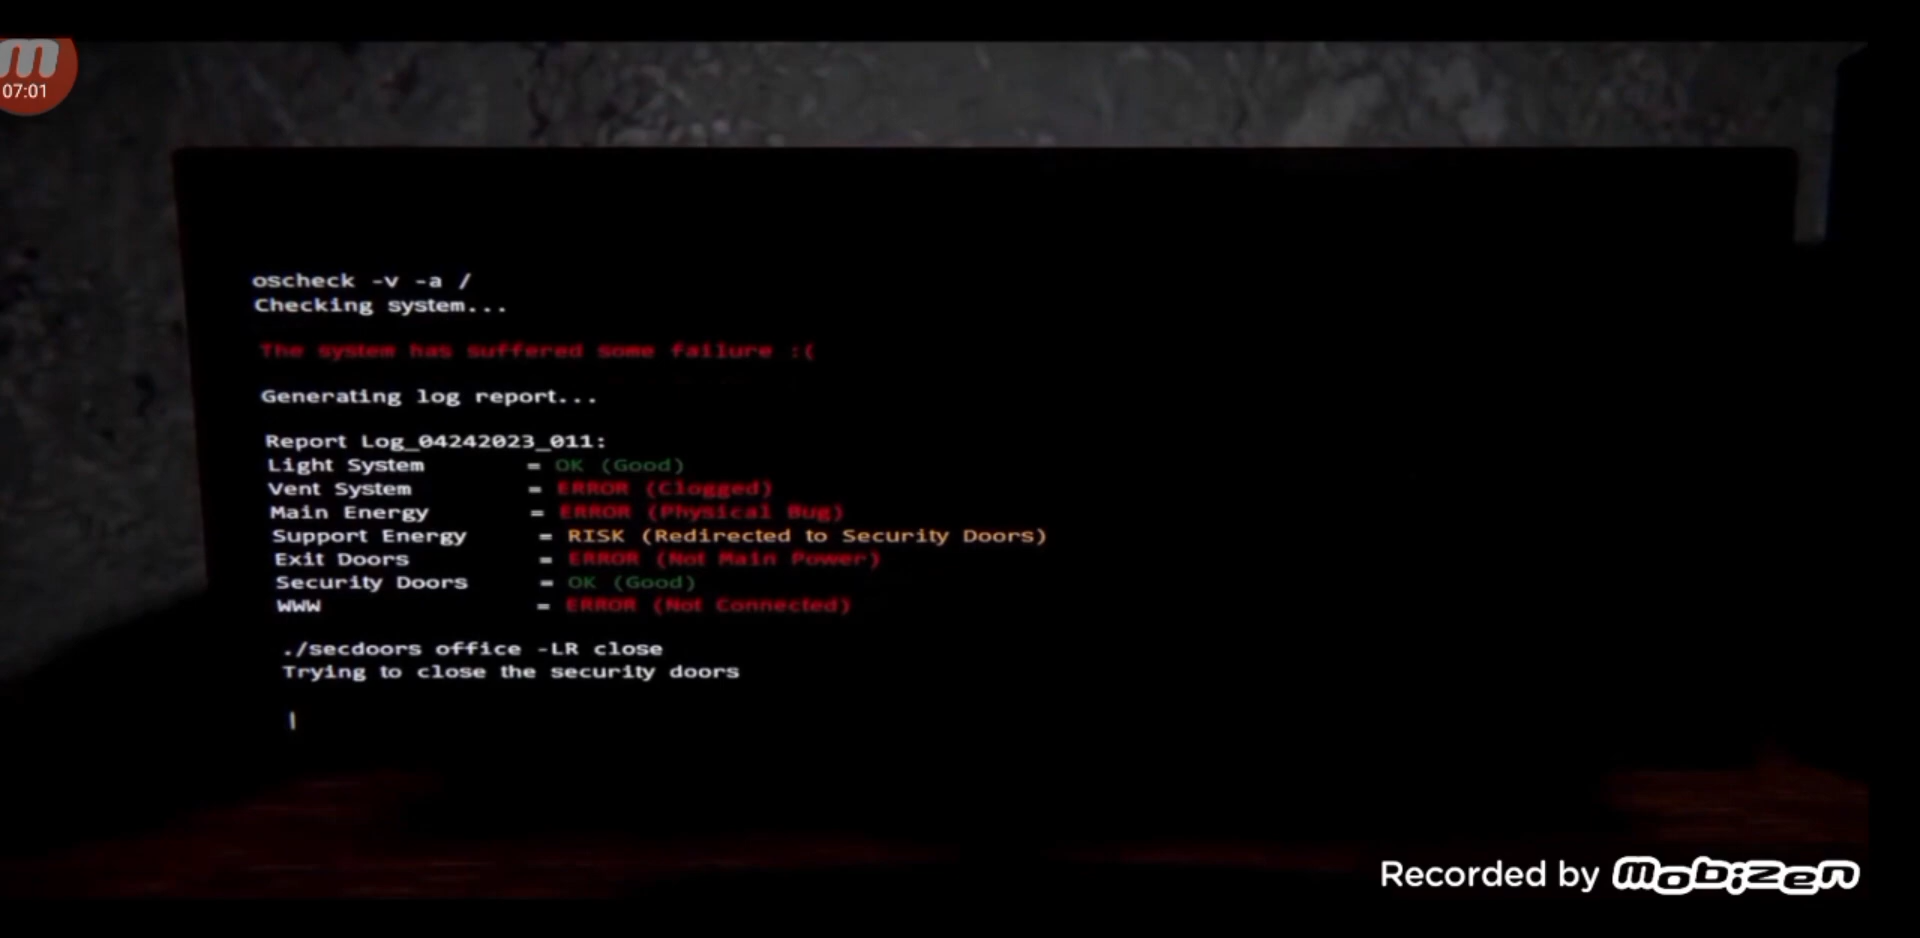 m
07:01
oscheck -v -a /
Checking system...
The system has suffered some failure :(
Generating log report...
Report Log_04242023_011:
Light System = OK (Good)
Vent System = ERROR (Clogged)
Main Energy = ERROR (Physical Bug)
Support Energy = RISK (Redirected to Security Doors)
Exit Doors = ERROR (Not Main Power)
Security Doors = OK (Good)
WWW = ERROR (Not Connected)
./secdoors office -LR close
Trying to close the security doors
|
Recorded by mobizen